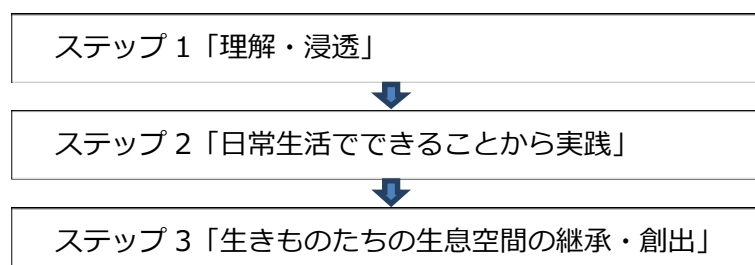 ステップ 1「理解・浸透」
ステップ 2「日常生活でできることから実践」
ステップ 3「生きものたちの生息空間の継承・創出」